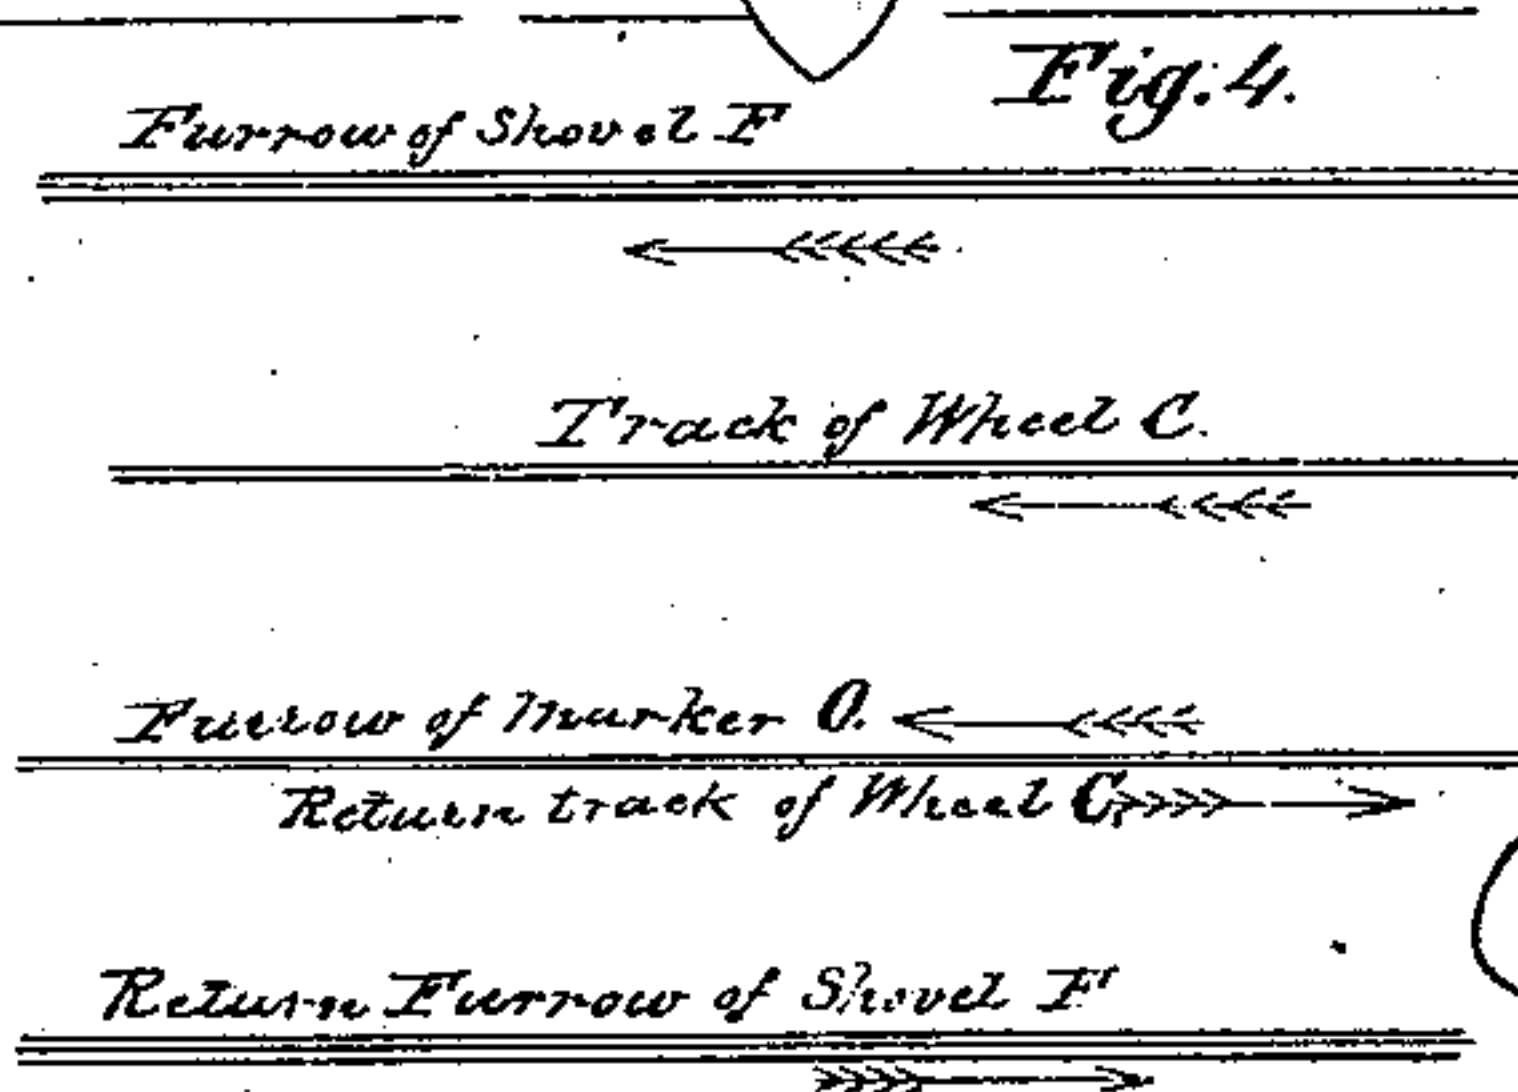 Fig. 4.
Furrow of Shovel F
Track of Wheel C.
Furrow of Marker O.
Return track of Wheel C,
Return Furrow of Shovel F